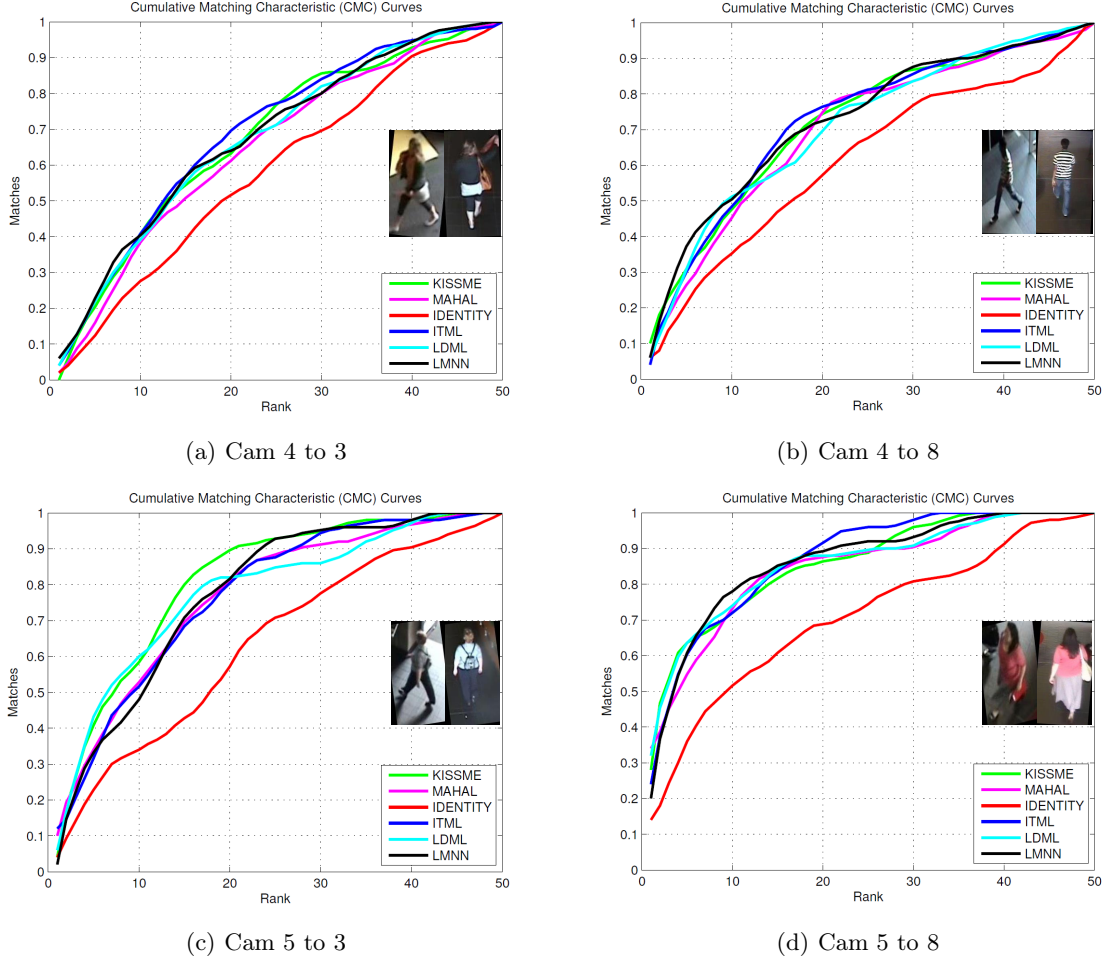 Cumulative Matching Characteristic (CMC) Curves
Matches
1
0.9
0.8
0.7
0.6
0.5
0.4
0.3
0.2
0.1
0
KISSME
MAHAL
IDENTITY
ITML
LDML
LMNN
0 10 20 30 40 50
Rank
(a) Cam 4 to 3
Cumulative Matching Characteristic (CMC) Curves
Matches
1
0.9
0.8
0.7
0.6
0.5
0.4
0.3
0.2
0.1
0
KISSME
MAHAL
IDENTITY
ITML
LDML
LMNN
0 10 20 30 40 50
Rank
(b) Cam 4 to 8
Cumulative Matching Characteristic (CMC) Curves
Matches
1
0.9
0.8
0.7
0.6
0.5
0.4
0.3
0.2
0.1
0
KISSME
MAHAL
IDENTITY
ITML
LDML
LMNN
0 10 20 30 40 50
Rank
(c) Cam 5 to 3
Cumulative Matching Characteristic (CMC) Curves
Matches
1
0.9
0.8
0.7
0.6
0.5
0.4
0.3
0.2
0.1
0
KISSME
MAHAL
IDENTITY
ITML
LDML
LMNN
0 10 20 30 40 50
Rank
(d) Cam 5 to 8